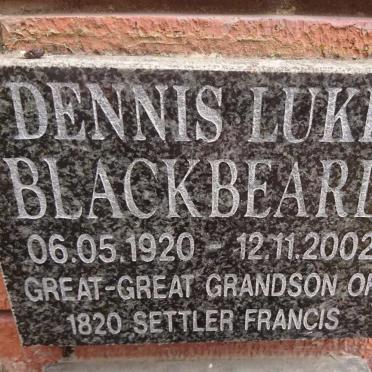 DENNIS LUKE
BLACKBEARD
06.05.1920 - 12.11.2002
GREAT-GREAT GRANDSON OF
1820 SETTLER FRANCIS